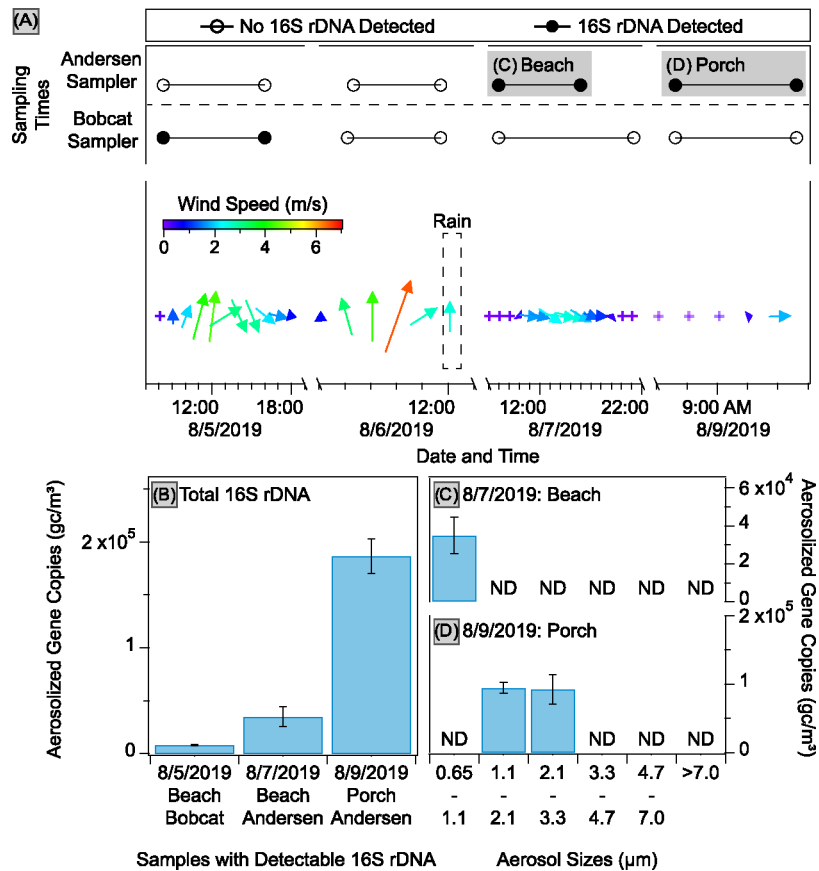 (A)
No 16S rDNA Detected
16S rDNA Detected
Sampling
Times
Andersen
Sampler
(C) Beach
(D) Porch
Bobcat
Sampler
Wind Speed (m/s)
0 2 4 6
Rain
12:00 18:00
8/5/2019
12:00
8/6/2019
12:00 22:00
8/7/2019
9:00 AM
8/9/2019
Date and Time
(B) Total 16S rDNA
Aerosolized Gene Copies (gc/m³)
2 x10⁵
1
0
8/5/2019
Beach
Bobcat
8/7/2019
Beach
Andersen
8/9/2019
Porch
Andersen
Samples with Detectable 16S rDNA
(C) 8/7/2019: Beach
ND ND ND ND ND
6 x10⁴
4
2
0
(D) 8/9/2019: Porch
ND ND ND ND
2 x10⁵
1
0
Aerosolized Gene Copies (gc/m³)
0.65 1.1 2.1 3.3 4.7 >7.0
- - - - -
1.1 2.1 3.3 4.7 7.0
Aerosol Sizes (µm)